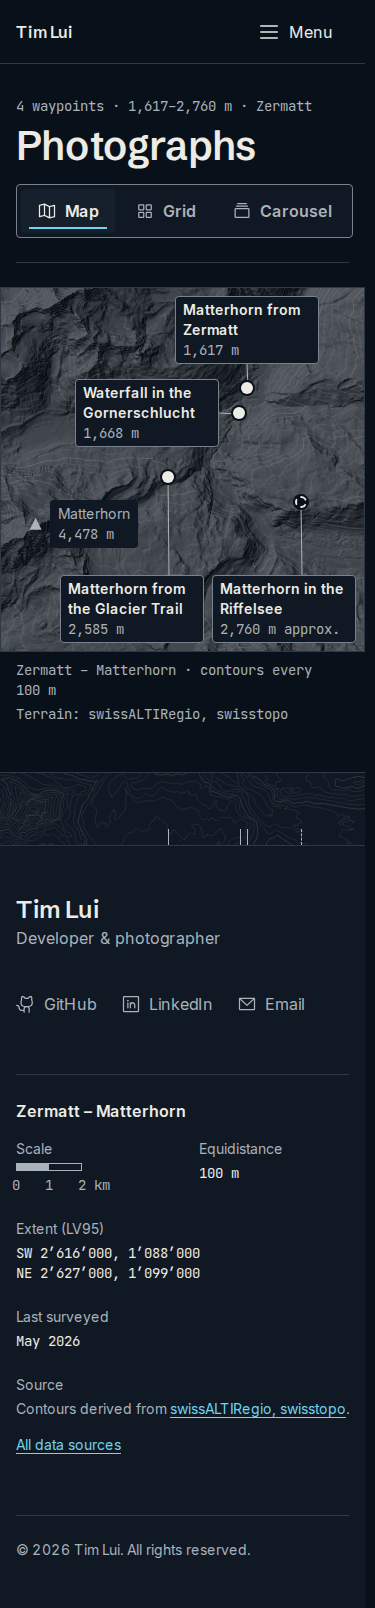 Tim Lui
Menu
4 waypoints · 1,617–2,760 m · Zermatt
Photographs
Map
Grid
Carousel
Matterhorn from
Zermatt
1,617 m
Waterfall in the
Gornerschlucht
1,668 m
Matterhorn
4,478 m
Matterhorn from
the Glacier Trail
2,585 m
Matterhorn in the
Riffelsee
2,760 m approx.
Zermatt – Matterhorn · contours every
100 m
Terrain: swissALTIRegio, swisstopo
Tim Lui
Developer & photographer
GitHub
LinkedIn
Email
Zermatt – Matterhorn
Scale
0 1 2 km
Equidistance
100 m
Extent (LV95)
SW 2’616’000, 1’088’000
NE 2’627’000, 1’099’000
Last surveyed
May 2026
Source
Contours derived from swissALTIRegio, swisstopo.
All data sources
© 2026 Tim Lui. All rights reserved.